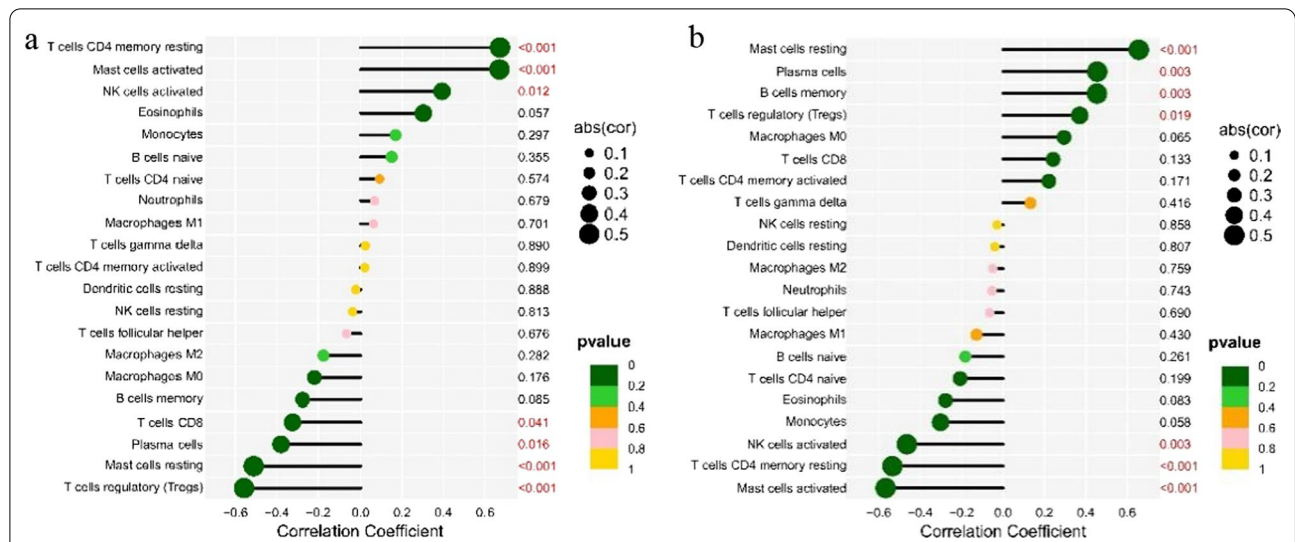 a
T cells CD4 memory resting <0.001
Mast cells activated <0.001
NK cells activated 0.012
Eosinophils 0.057
Monocytes 0.297
B cells naive 0.355
T cells CD4 naive 0.574
Neutrophils 0.679
Macrophages M1 0.701
T cells gamma delta 0.890
T cells CD4 memory activated 0.899
Dendritic cells resting 0.888
NK cells resting 0.813
T cells follicular helper 0.676
Macrophages M2 0.282
Macrophages M0 0.176
B cells memory 0.085
T cells CD8 0.041
Plasma cells 0.016
Mast cells resting <0.001
T cells regulatory (Tregs) <0.001
−0.6 −0.4 −0.2 0.0 0.2 0.4 0.6
Correlation Coefficient
abs(cor)
0.1
0.2
0.3
0.4
0.5
pvalue
0
0.2
0.4
0.6
0.8
1
b
Mast cells resting <0.001
Plasma cells 0.003
B cells memory 0.003
T cells regulatory (Tregs) 0.019
Macrophages M0 0.065
T cells CD8 0.133
T cells CD4 memory activated 0.171
T cells gamma delta 0.416
NK cells resting 0.858
Dendritic cells resting 0.807
Macrophages M2 0.759
Neutrophils 0.743
T cells follicular helper 0.690
Macrophages M1 0.430
B cells naive 0.261
T cells CD4 naive 0.199
Eosinophils 0.083
Monocytes 0.058
NK cells activated 0.003
T cells CD4 memory resting <0.001
Mast cells activated <0.001
−0.6 −0.4 −0.2 0.0 0.2 0.4 0.6
Correlation Coefficient
abs(cor)
0.1
0.2
0.3
0.4
0.5
pvalue
0
0.2
0.4
0.6
0.8
1